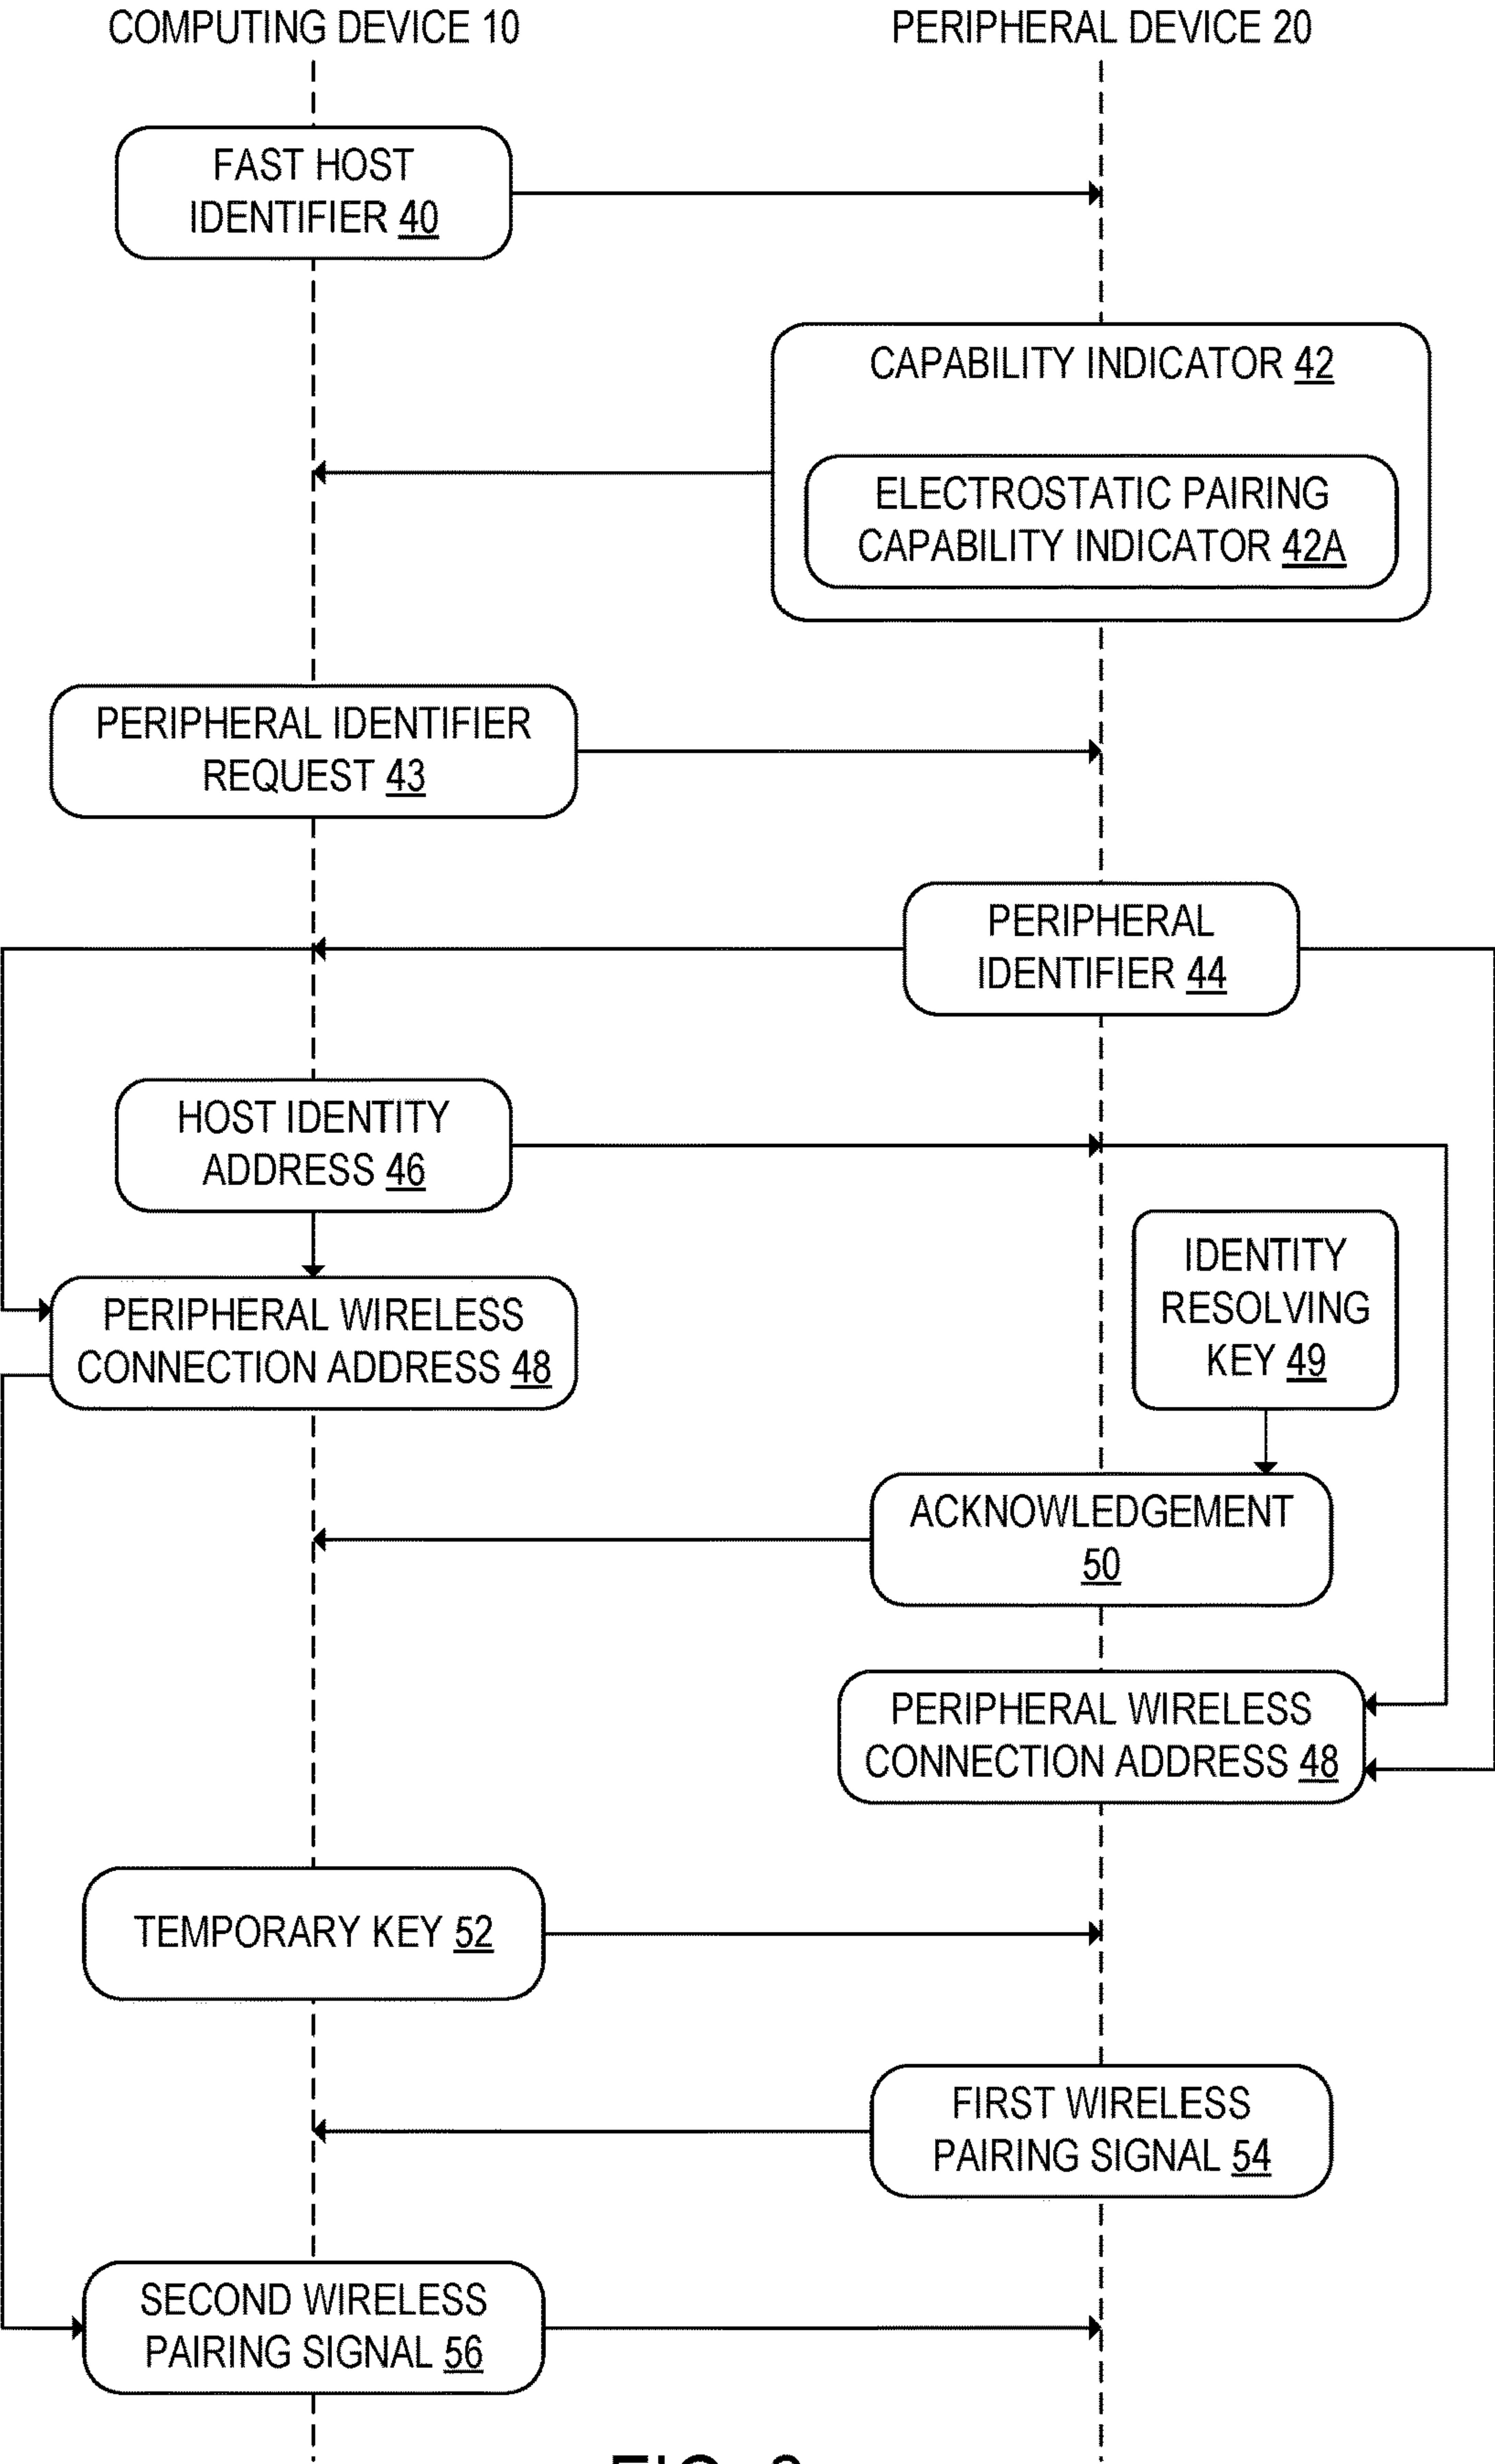 COMPUTING DEVICE 10
PERIPHERAL DEVICE 20
FAST HOST
IDENTIFIER 40
CAPABILITY INDICATOR 42
ELECTROSTATIC PAIRING
CAPABILITY INDICATOR 42A
PERIPHERAL IDENTIFIER
REQUEST 43
PERIPHERAL
IDENTIFIER 44
HOST IDENTITY
ADDRESS 46
IDENTITY
RESOLVING
KEY 49
PERIPHERAL WIRELESS
CONNECTION ADDRESS 48
ACKNOWLEDGEMENT
50
PERIPHERAL WIRELESS
CONNECTION ADDRESS 48
TEMPORARY KEY 52
FIRST WIRELESS
PAIRING SIGNAL 54
SECOND WIRELESS
PAIRING SIGNAL 56